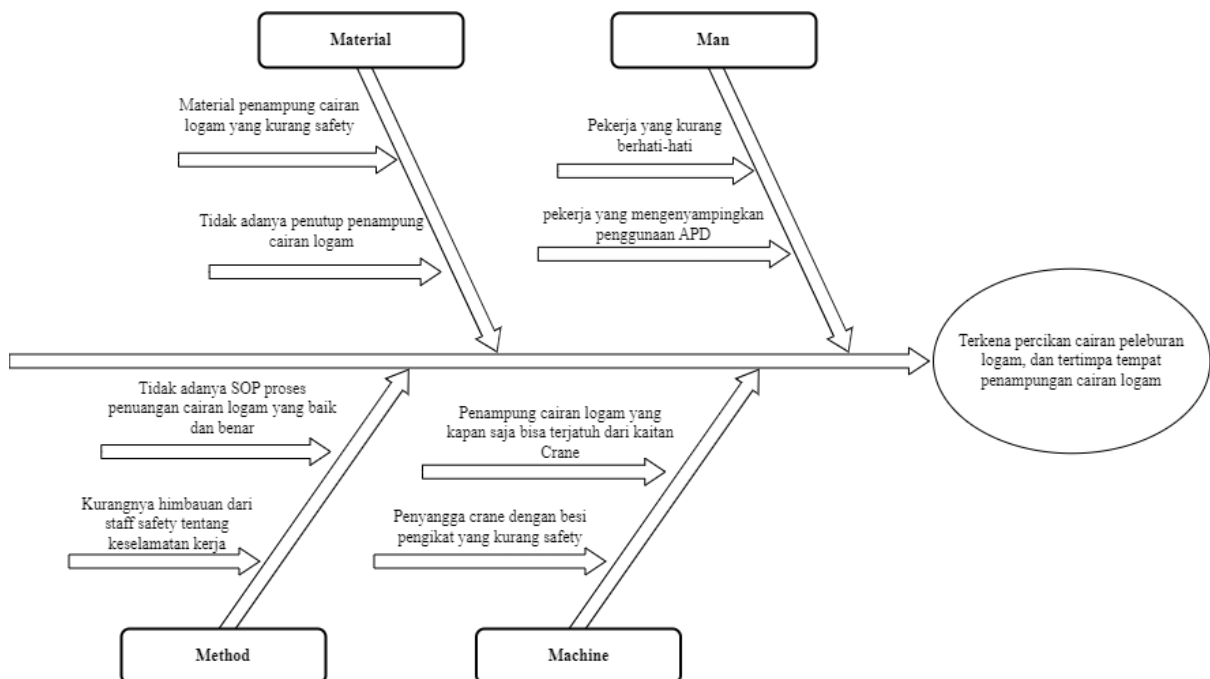 Material
Man
Material penampung cairan
logam yang kurang safety
Pekerja yang kurang
berhati-hati
Tidak adanya penutup penampung
cairan logam
pekerja yang mengenyampingkan
penggunaan APD
Terkena percikan cairan peleburan
logam, dan tertimpa tempat
penampungan cairan logam
Tidak adanya SOP proses
penuangan cairan logam yang baik
dan benar
Penampung cairan logam yang
kapan saja bisa terjatuh dari kaitan
Crane
Kurangnya himbauan dari
staff safety tentang
keselamatan kerja
Penyangga crane dengan besi
pengikat yang kurang safety
Method
Machine